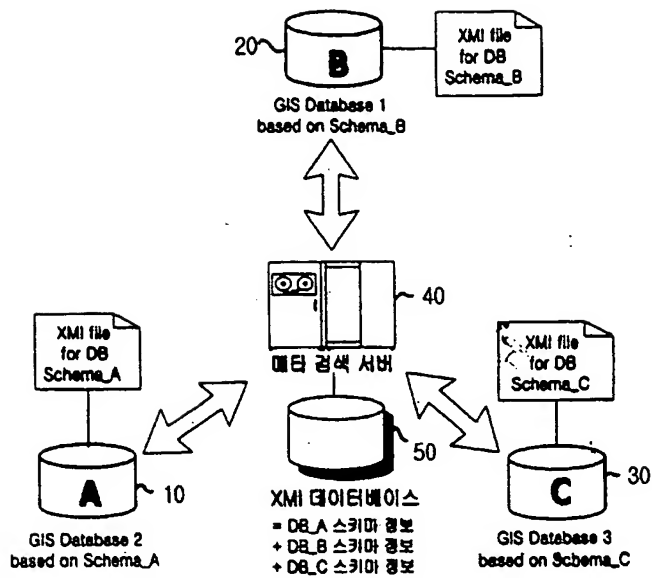 20
B
XMI file
for DB
Schema_B
GIS Database 1
based on Schema_B
40
메타 검색 서버
XMI file
for DB
Schema_A
XMI file
for DB
Schema_C
A
10
50
C
30
XMI 데이터베이스
= DB_A 스키마 정보
+ DB_B 스키마 정보
+ DB_C 스키마 정보
GIS Database 2
based on Schema_A
GIS Database 3
based on Schema_C